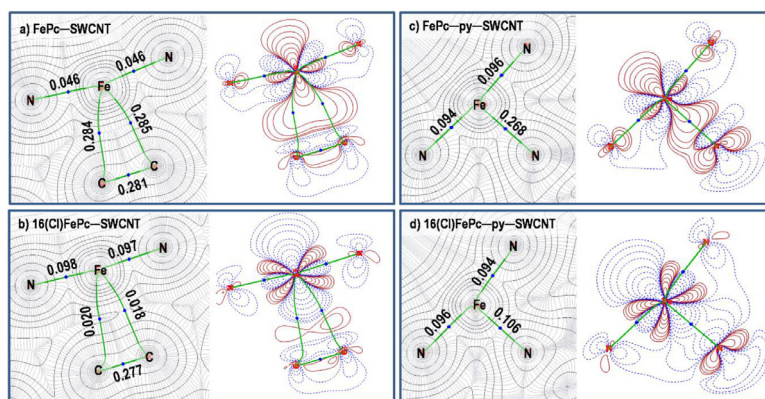 a) FePc—SWCNT
0.046
0.046
N
N
Fe
0.284
0.285
C
C
0.281
c) FePc—py—SWCNT
N
0.096
Fe
0.094
0.268
N
N
b) 16(Cl)FePc—SWCNT
0.098
0.097
N
N
Fe
0.020
0.018
C
C
0.277
d) 16(Cl)FePc—py—SWCNT
N
0.094
Fe
0.096
0.106
N
N